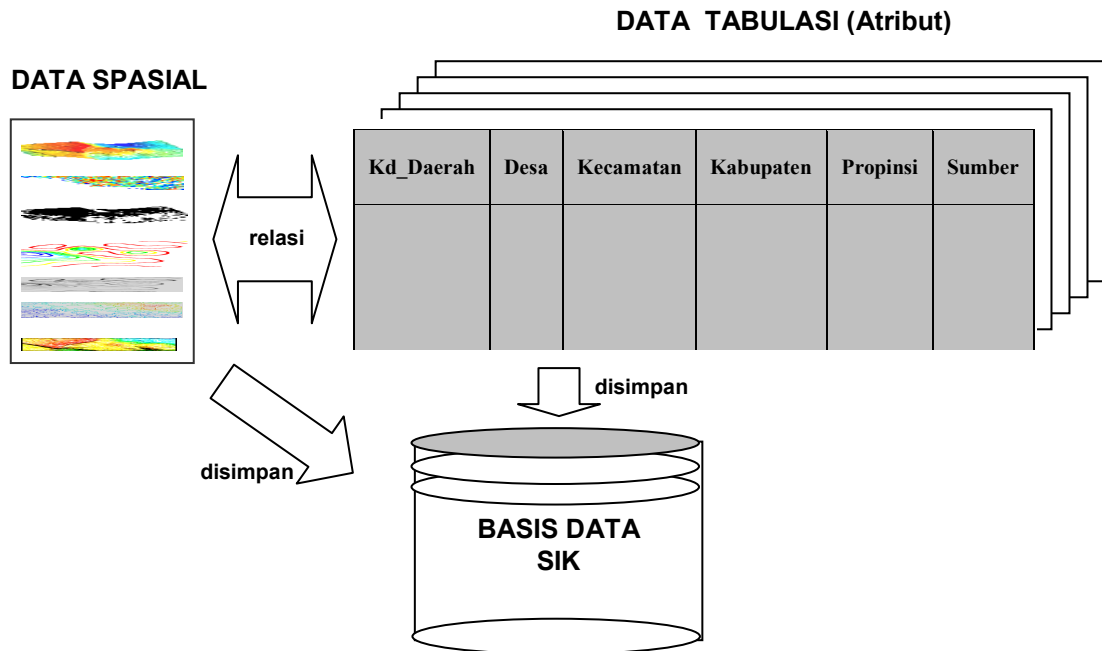 DATA TABULASI (Atribut)
DATA SPASIAL
Kd_Daerah Desa Kecamatan Kabupaten Propinsi Sumber
relasi
disimpan
disimpan
BASIS DATA
SIK